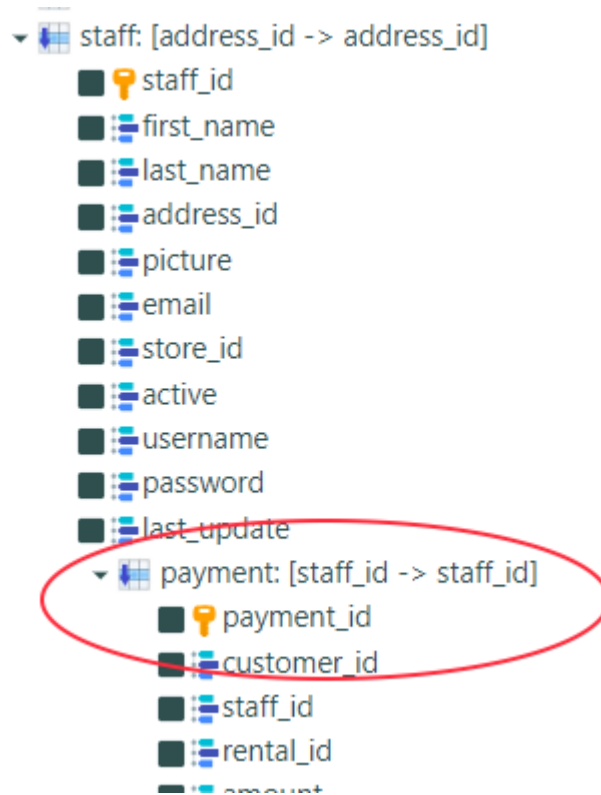 staff: [address_id -> address_id]
staff_id
first_name
last_name
address_id
picture
email
store_id
active
username
password
last_update
payment: [staff_id -> staff_id]
payment_id
customer_id
staff_id
rental_id
amount